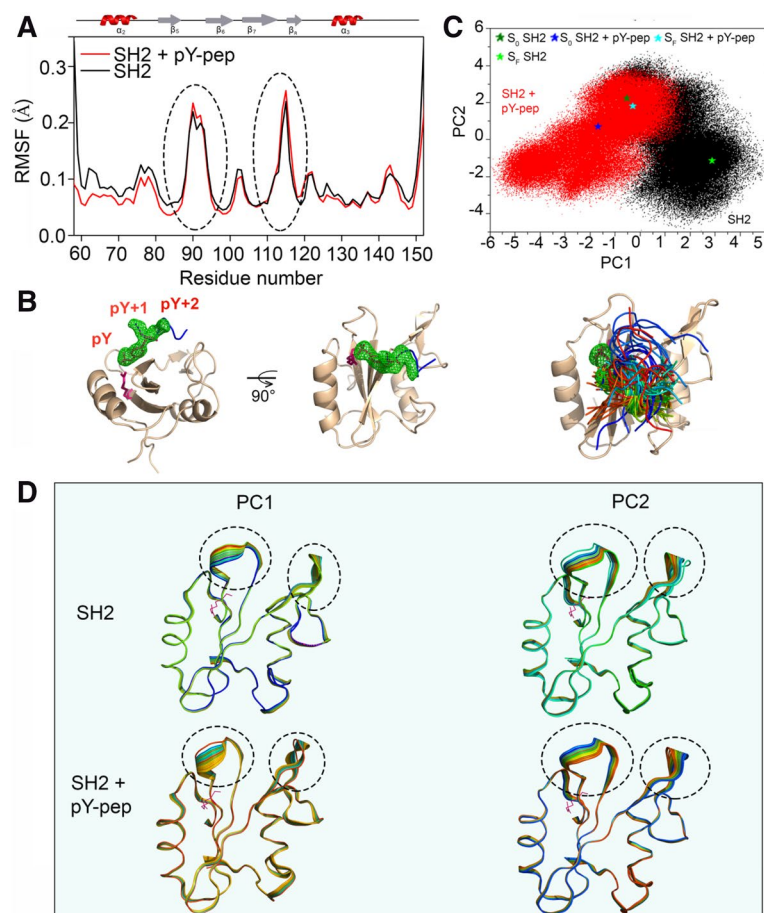 A
α2 β5 β6 β7 β8 α3
SH2 + pY-pep
SH2
RMSF (Å)
0.3
0.2
0.1
0.0
60 70 80 90 100 110 120 130 140 150
Residue number
C
S0 SH2 S0 SH2 + pY-pep SF SH2 + pY-pep
SF SH2
SH2 +
pY-pep
SH2
PC2
4
2
0
-2
-4
-6 -5 -4 -3 -2 -1 0 1 2 3 4 5
PC1
B
pY pY+1 pY+2
90°
D
PC1 PC2
SH2
SH2 +
pY-pep